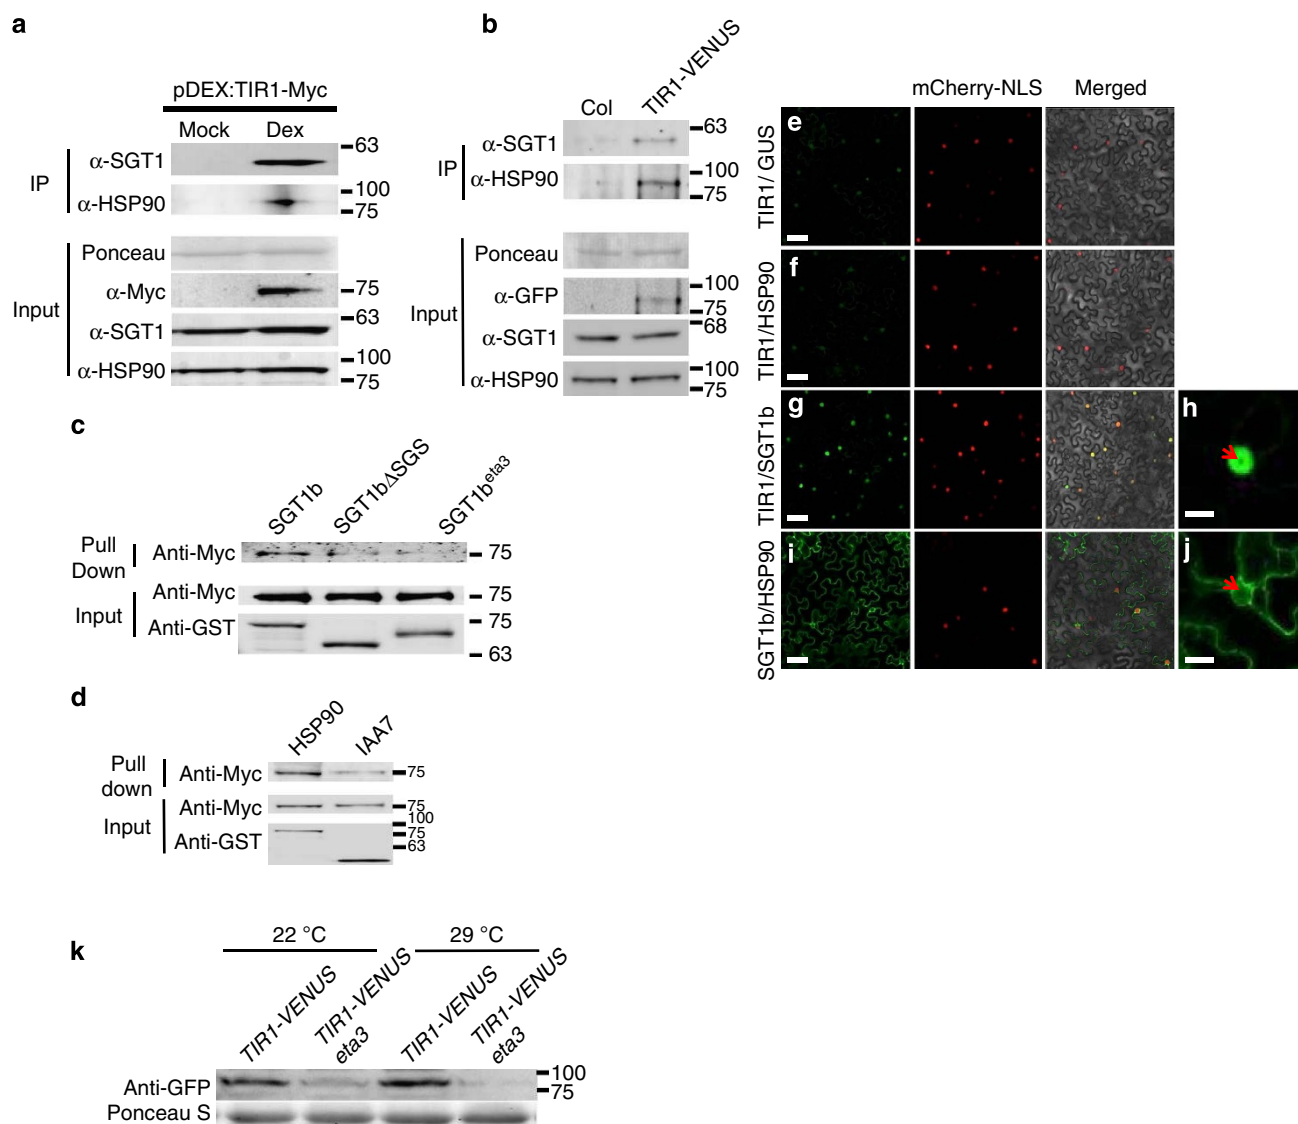 a
pDEX:TIR1-Myc
Mock Dex
IP
α-SGT1
63
α-HSP90
100
75
Input
Ponceau
α-Myc
75
α-SGT1
63
α-HSP90
100
75
b
Col TIR1-VENUS
IP
α-SGT1
63
α-HSP90
100
75
Input
Ponceau
α-GFP
100
75
α-SGT1
68
α-HSP90
100
75
c
SGT1b SGT1bΔSGS SGT1b^eta3
Pull
Down
Anti-Myc
75
Input
Anti-Myc
75
Anti-GST
75
63
d
HSP90 IAA7
Pull
down
Anti-Myc
75
Input
Anti-Myc
75
Anti-GST
100
75
63
mCherry-NLS Merged
TIR1/ GUS
e
TIR1/HSP90
f
TIR1/SGT1b
g
h
SGT1b/HSP90
i
j
k
22 °C 29 °C
TIR1-VENUS
TIR1-VENUS
eta3
TIR1-VENUS
TIR1-VENUS
eta3
Anti-GFP
100
75
Ponceau S